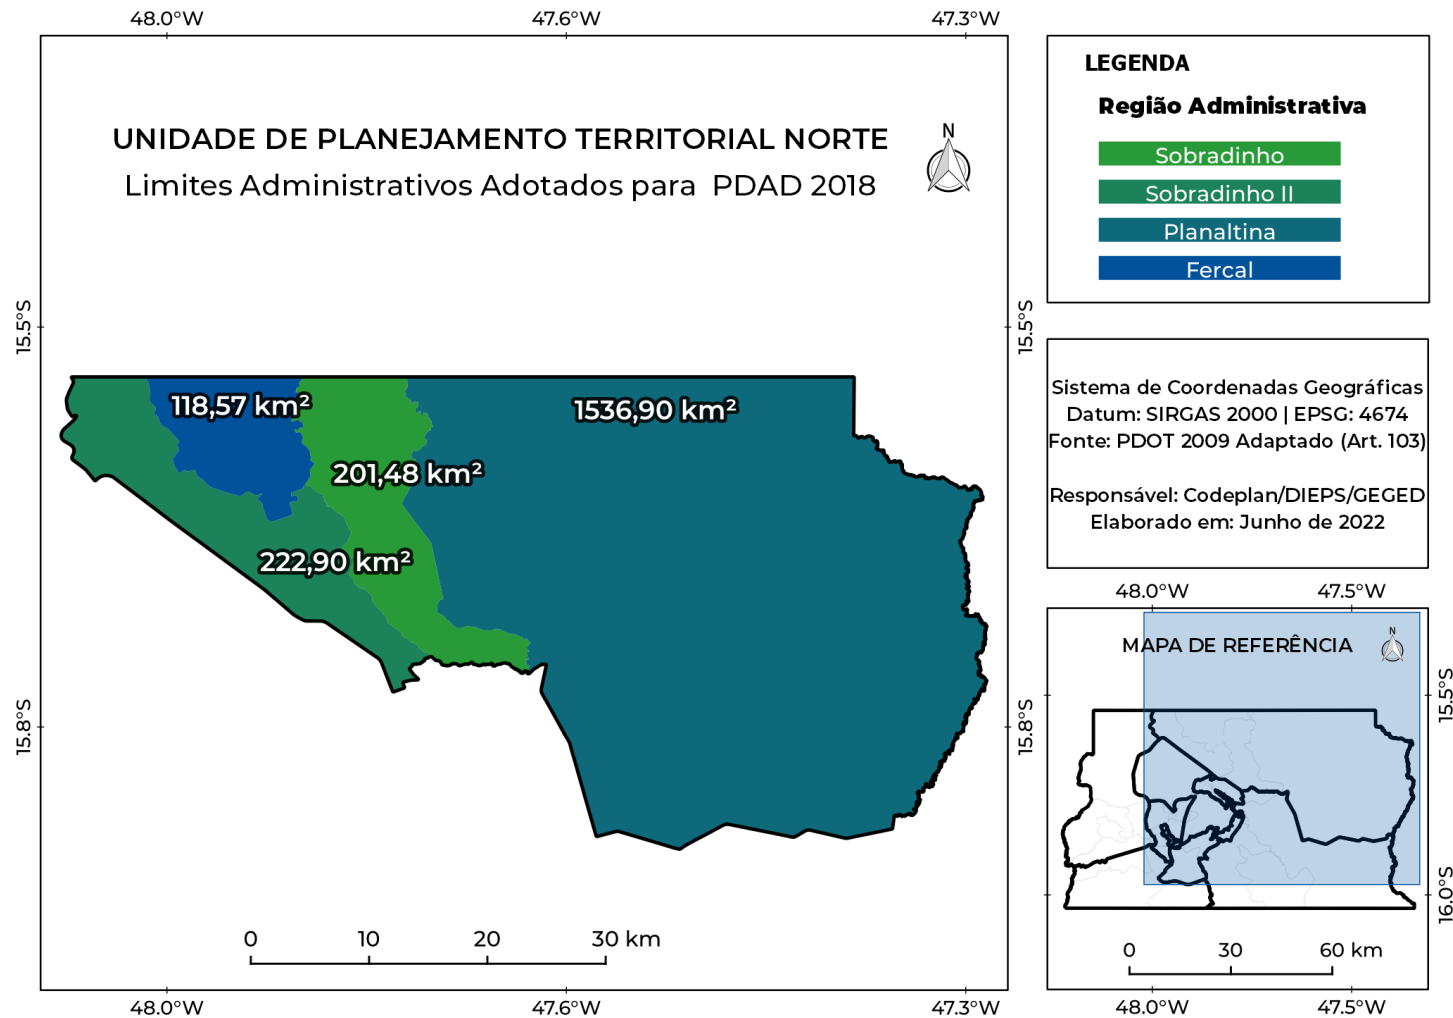 48.0°W
47.6°W
47.3°W
UNIDADE DE PLANEJAMENTO TERRITORIAL NORTE
Limites Administrativos Adotados para PDAD 2018
N
15.5°S
15.5°S
118,57 km²
1536,90 km²
201,48 km²
222,90 km²
15.8°S
15.8°S
0 10 20 30 km
48.0°W
47.6°W
47.3°W
LEGENDA
Região Administrativa
Sobradinho
Sobradinho II
Planaltina
Fercal
Sistema de Coordenadas Geográficas
Datum: SIRGAS 2000 | EPSG: 4674
Fonte: PDOT 2009 Adaptado (Art. 103)
Responsável: Codeplan/DIEPS/GEGED
Elaborado em: Junho de 2022
48.0°W
47.5°W
MAPA DE REFERÊNCIA
N
15.5°S
16.0°S
0 30 60 km
48.0°W
47.5°W